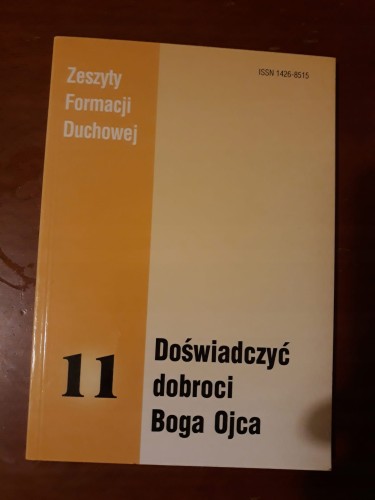 Zeszyty
Formacji
Duchowej
ISSN 1426-8515
11
Doświadczyć
dobroci
Boga Ojca